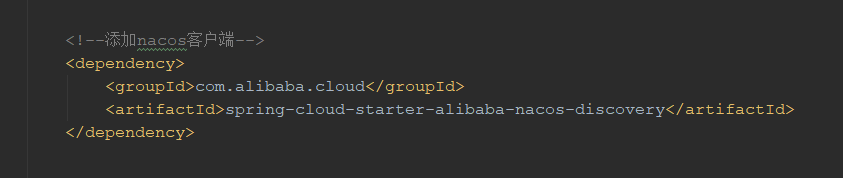 <!--添加nacos客户端-->
<dependency>
<groupId>com.alibaba.cloud</groupId>
<artifactId>spring-cloud-starter-alibaba-nacos-discovery</artifactId>
</dependency>